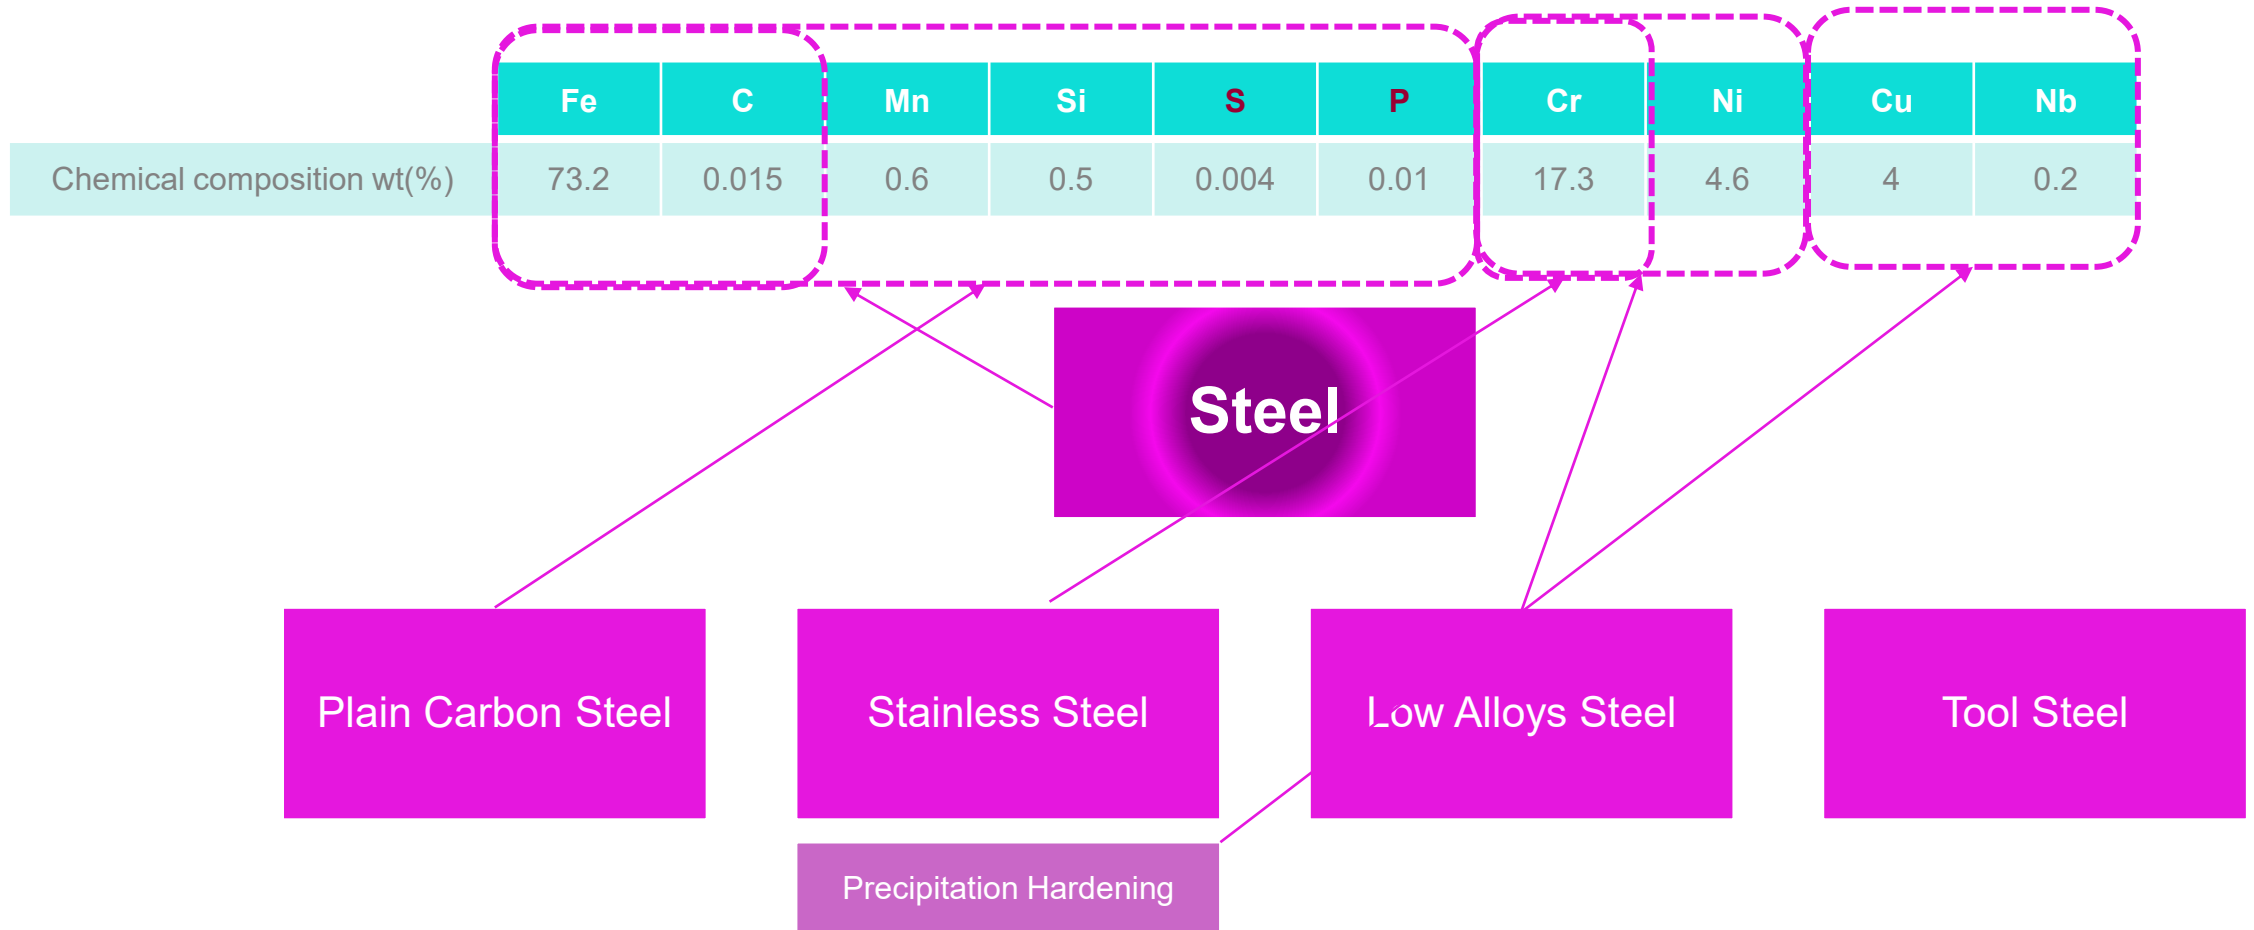 Fe C Mn Si S P Cr Ni Cu Nb
Chemical composition wt(%) 73.2 0.015 0.6 0.5 0.004 0.01 17.3 4.6 4 0.2
Steel
Plain Carbon Steel
Stainless Steel
Low Alloys Steel
Tool Steel
Precipitation Hardening